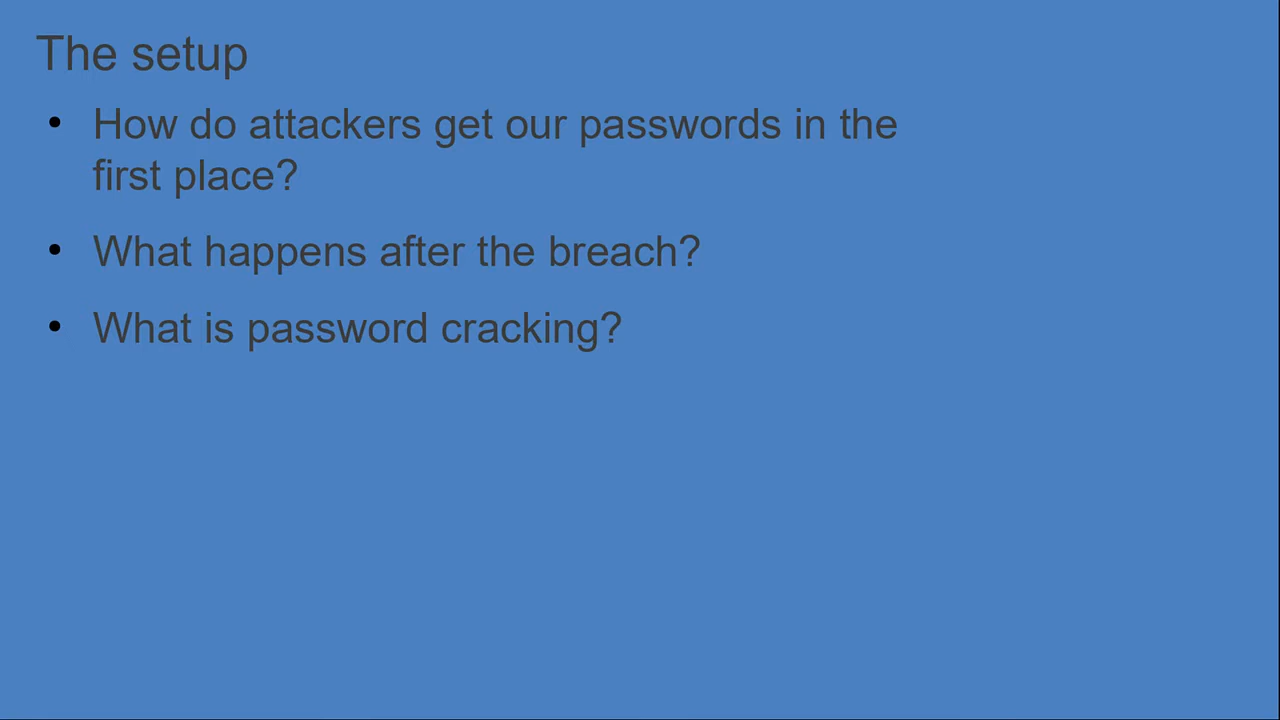 The setup
• How do attackers get our passwords in the
first place?
• What happens after the breach?
• What is password cracking?